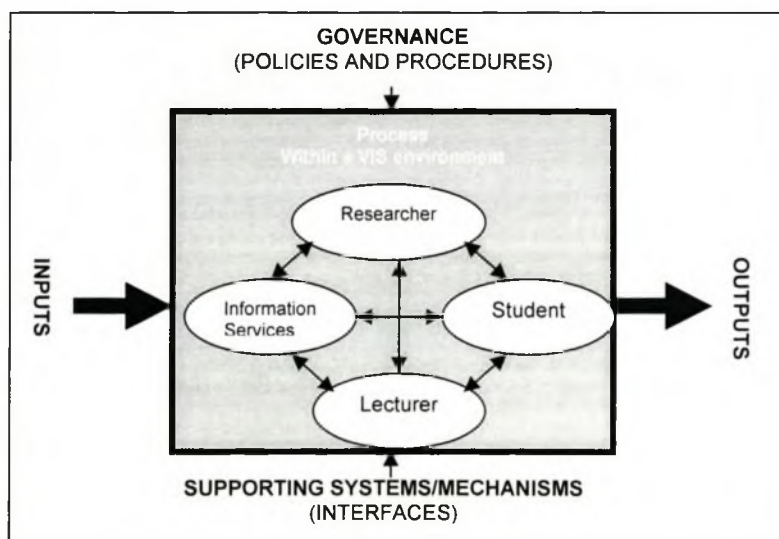 GOVERNANCE
(POLICIES AND PROCEDURES)
Process
Within a VIS environment
Researcher
INPUTS
Information
Services
Student
OUTPUTS
Lecturer
SUPPORTING SYSTEMS/MECHANISMS
(INTERFACES)